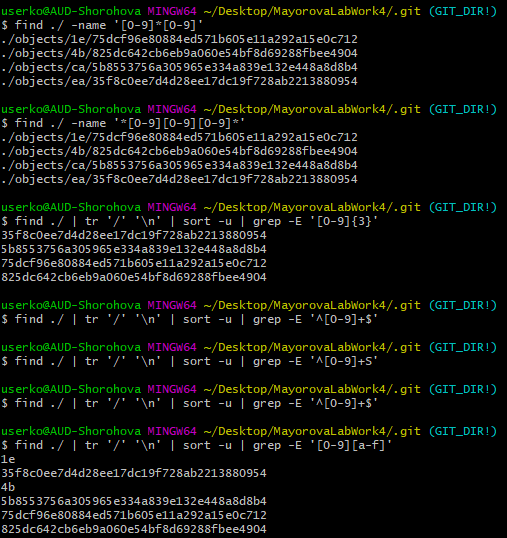 userko@AUD-Shorohova MINGW64 ~/Desktop/MayorovaLabWork4/.git (GIT_DIR!)
$ find ./ -name '[0-9]*[0-9]'
./objects/1e/75dcf96e80884ed571b605e11a292a15e0c712
./objects/4b/825dc642cb6eb9a060e54bf8d69288fbee4904
./objects/ca/5b8553756a305965e334a839e132e448a8d8b4
./objects/ea/35f8c0ee7d4d28ee17dc19f728ab2213880954
userko@AUD-Shorohova MINGW64 ~/Desktop/MayorovaLabWork4/.git (GIT_DIR!)
$ find ./ -name '*[0-9][0-9][0-9]*'
./objects/1e/75dcf96e80884ed571b605e11a292a15e0c712
./objects/4b/825dc642cb6eb9a060e54bf8d69288fbee4904
./objects/ca/5b8553756a305965e334a839e132e448a8d8b4
./objects/ea/35f8c0ee7d4d28ee17dc19f728ab2213880954
userko@AUD-Shorohova MINGW64 ~/Desktop/MayorovaLabWork4/.git (GIT_DIR!)
$ find ./ | tr '/' '\n' | sort -u | grep -E '[0-9]{3}'
35f8c0ee7d4d28ee17dc19f728ab2213880954
5b8553756a305965e334a839e132e448a8d8b4
75dcf96e80884ed571b605e11a292a15e0c712
825dc642cb6eb9a060e54bf8d69288fbee4904
userko@AUD-Shorohova MINGW64 ~/Desktop/MayorovaLabWork4/.git (GIT_DIR!)
$ find ./ | tr '/' '\n' | sort -u | grep -E '^[0-9]+$'
userko@AUD-Shorohova MINGW64 ~/Desktop/MayorovaLabWork4/.git (GIT_DIR!)
$ find ./ | tr '/' '\n' | sort -u | grep -E '^[0-9]+S'
userko@AUD-Shorohova MINGW64 ~/Desktop/MayorovaLabWork4/.git (GIT_DIR!)
$ find ./ | tr '/' '\n' | sort -u | grep -E '^[0-9]+$'
userko@AUD-Shorohova MINGW64 ~/Desktop/MayorovaLabWork4/.git (GIT_DIR!)
$ find ./ | tr '/' '\n' | sort -u | grep -E '[0-9][a-f]'
1e
35f8c0ee7d4d28ee17dc19f728ab2213880954
4b
5b8553756a305965e334a839e132e448a8d8b4
75dcf96e80884ed571b605e11a292a15e0c712
825dc642cb6eb9a060e54bf8d69288fbee4904